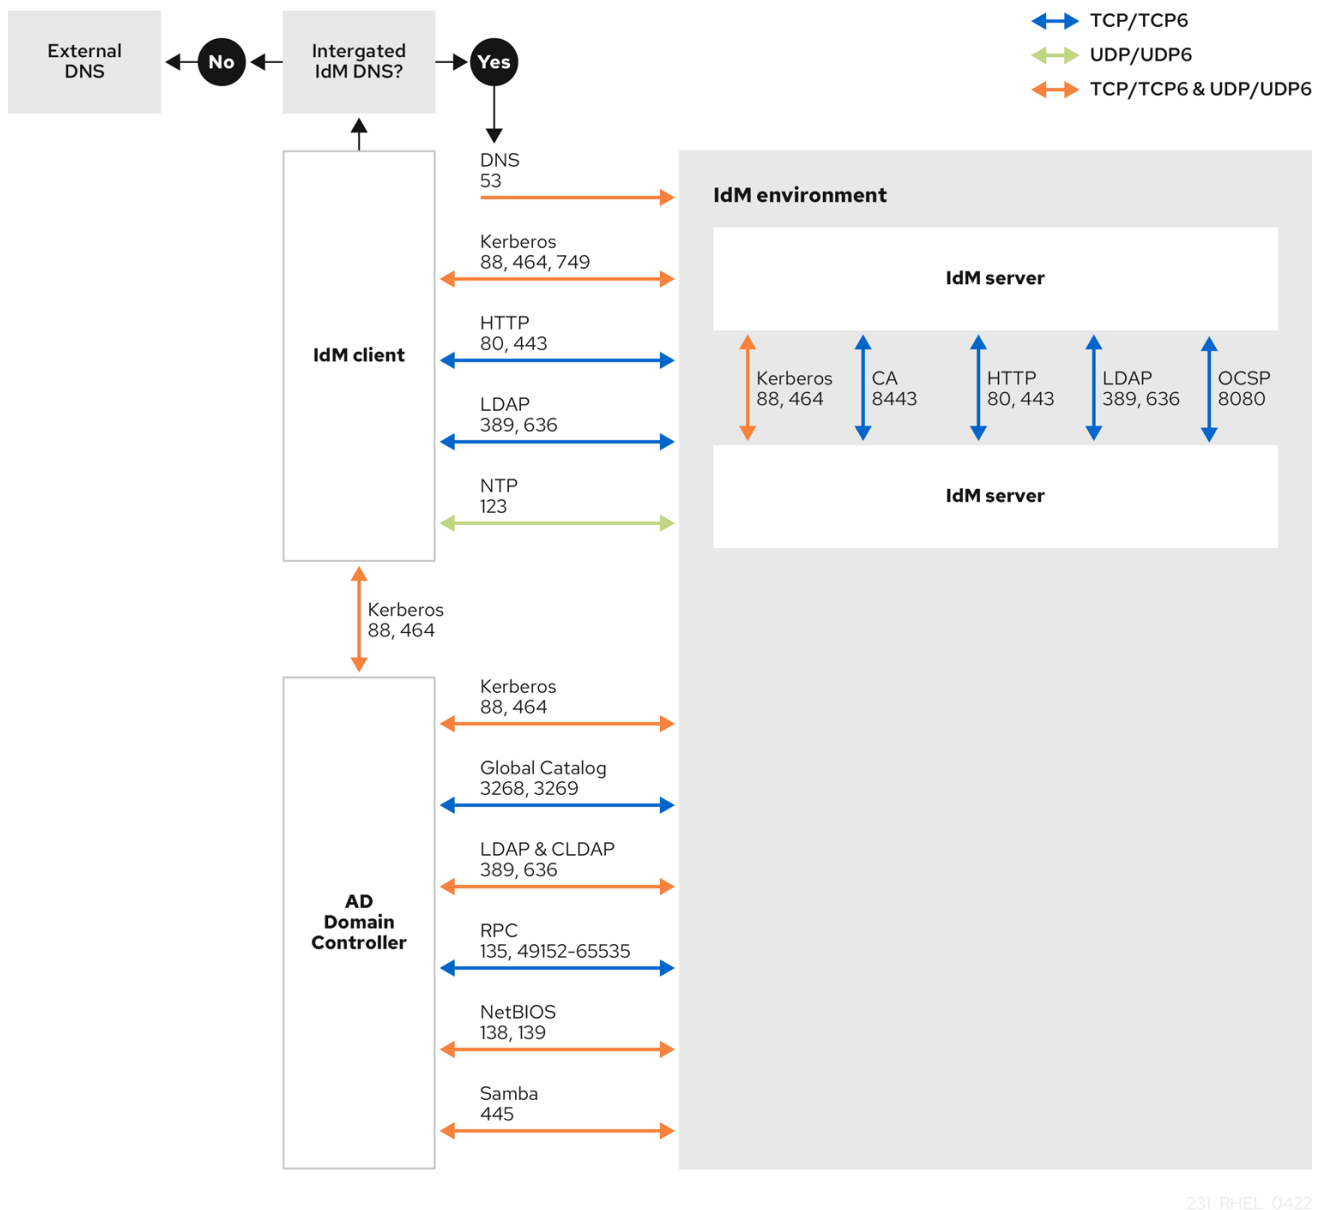 External
DNS
No
Intergated
IdM DNS?
Yes
TCP/TCP6
UDP/UDP6
TCP/TCP6 & UDP/UDP6
DNS
53
Kerberos
88, 464, 749
HTTP
80, 443
LDAP
389, 636
NTP
123
IdM client
IdM environment
IdM server
Kerberos
88, 464
CA
8443
HTTP
80, 443
LDAP
389, 636
OCSP
8080
IdM server
Kerberos
88, 464
AD
Domain
Controller
Kerberos
88, 464
Global Catalog
3268, 3269
LDAP & CLDAP
389, 636
RPC
135, 49152-65535
NetBIOS
138, 139
Samba
445
231_RHEL_0422